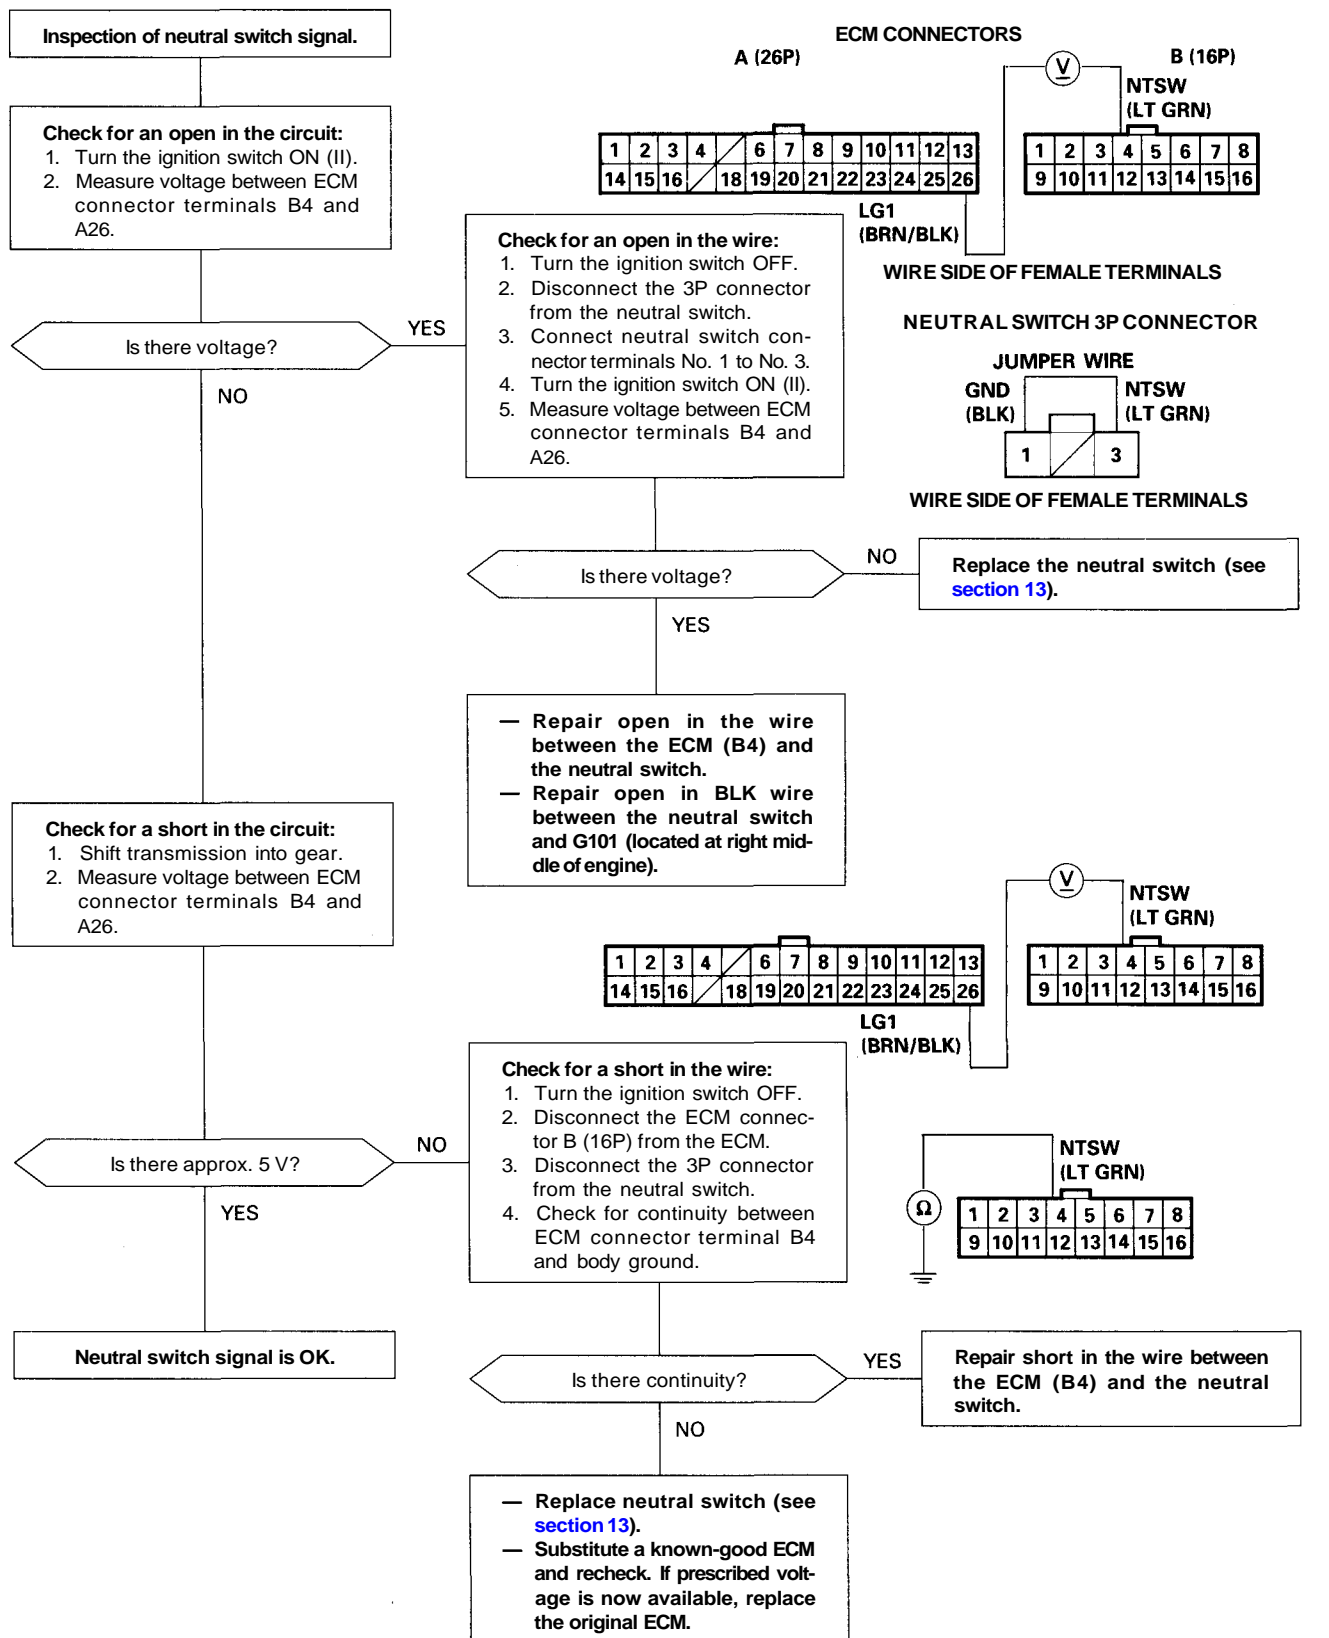 Inspection of neutral switch signal.
Check for an open in the circuit:
1. Turn the ignition switch ON (II).
2. Measure voltage between ECM
connector terminals B4 and
A26.
Is there voltage?
YES
NO
Check for an open in the wire:
1. Turn the ignition switch OFF.
2. Disconnect the 3P connector
from the neutral switch.
3. Connect neutral switch con-
nector terminals No. 1 to No. 3.
4. Turn the ignition switch ON (II).
5. Measure voltage between ECM
connector terminals B4 and
A26.
ECM CONNECTORS
A (26P)
B (16P)
V
NTSW
(LT GRN)
1 2 3 4 6 7 8 9 10 11 12 13
14 15 16 18 19 20 21 22 23 24 25 26
1 2 3 4 5 6 7 8
9 10 11 12 13 14 15 16
LG1
(BRN/BLK)
WIRE SIDE OF FEMALE TERMINALS
NEUTRAL SWITCH 3P CONNECTOR
JUMPER WIRE
GND
(BLK)
NTSW
(LT GRN)
1 3
WIRE SIDE OF FEMALE TERMINALS
Is there voltage?
NO
Replace the neutral switch (see
section 13).
YES
— Repair open in the wire
between the ECM (B4) and
the neutral switch.
— Repair open in BLK wire
between the neutral switch
and G101 (located at right mid-
dle of engine).
Check for a short in the circuit:
1. Shift transmission into gear.
2. Measure voltage between ECM
connector terminals B4 and
A26.
V
NTSW
(LT GRN)
1 2 3 4 6 7 8 9 10 11 12 13
14 15 16 18 19 20 21 22 23 24 25 26
1 2 3 4 5 6 7 8
9 10 11 12 13 14 15 16
LG1
(BRN/BLK)
Is there approx. 5 V?
NO
YES
Check for a short in the wire:
1. Turn the ignition switch OFF.
2. Disconnect the ECM connec-
tor B (16P) from the ECM.
3. Disconnect the 3P connector
from the neutral switch.
4. Check for continuity between
ECM connector terminal B4
and body ground.
NTSW
(LT GRN)
Ω
1 2 3 4 5 6 7 8
9 10 11 12 13 14 15 16
Neutral switch signal is OK.
Is there continuity?
YES
Repair short in the wire between
the ECM (B4) and the neutral
switch.
NO
— Replace neutral switch (see
section 13).
— Substitute a known-good ECM
and recheck. If prescribed volt-
age is now available, replace
the original ECM.